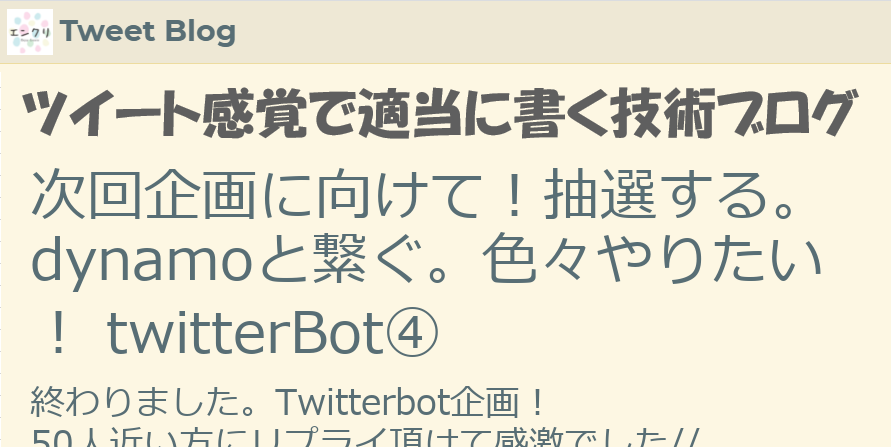 エンクリ
Tweet Blog
ツイート感覚で適当に書く技術ブログ
次回企画に向けて！抽選する。
dynamoと繋ぐ。色々やりたい
！ twitterBot④
終わりました。Twitterbot企画！
50人近い方にリプライ頂けて感激でした//